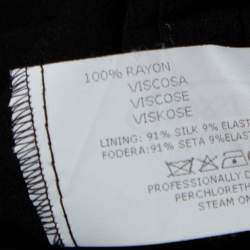 100% RAYON
VISCOSA
VISCOSE
VISKOSE
LINING: 91% SILK 9% ELAST
FODERA:91% SETA 9%ELAST
PROFESSIONALLY D
PERCHLORETH
STEAM ON